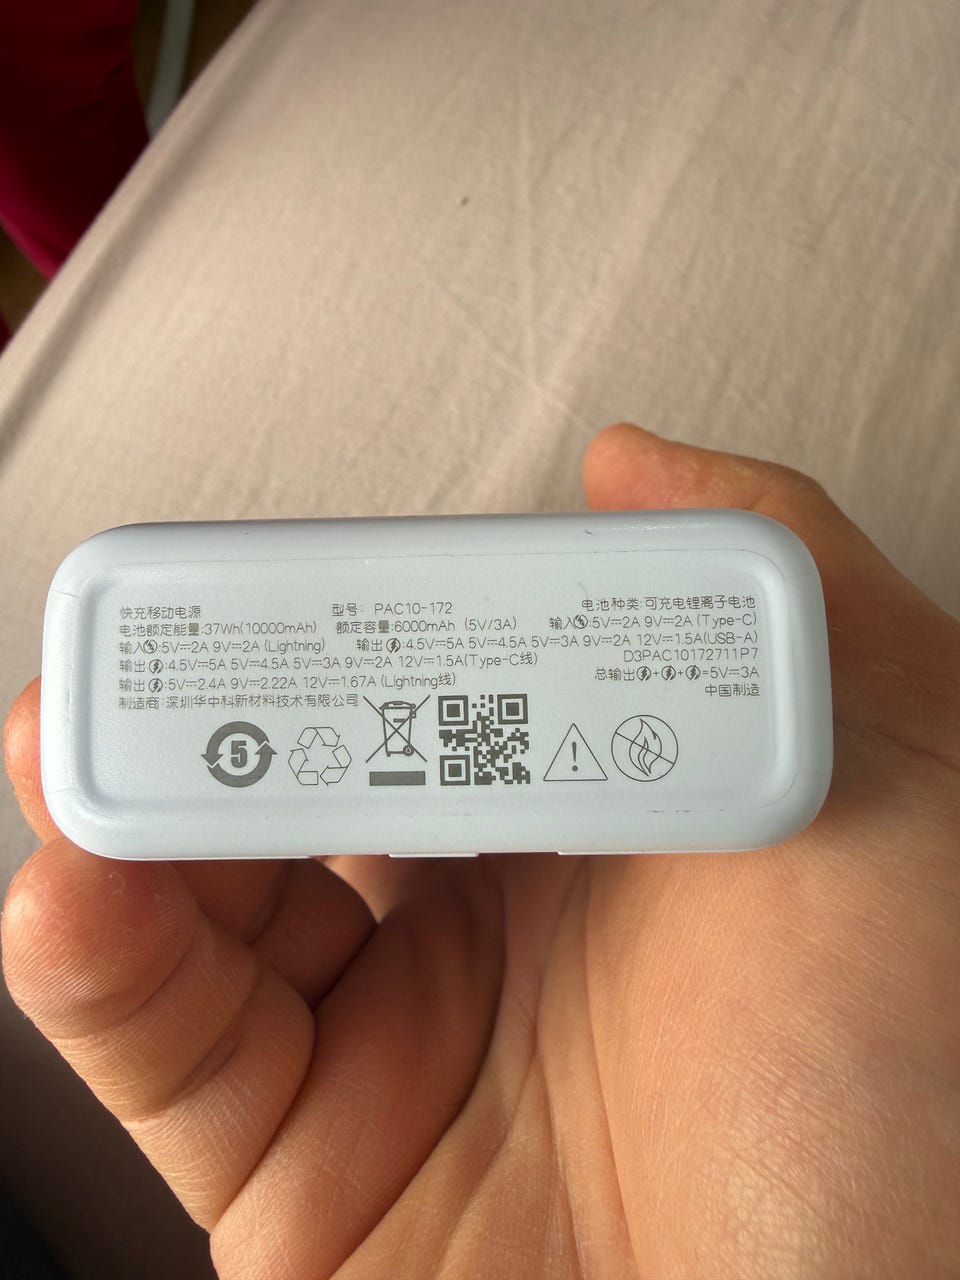 快充移动电源 型号: PAC10-172 电池种类:可充电锂离子电池
电池额定能量:37Wh(10000mAh) 额定容量:6000mAh (5V/3A) 输入:5V⎓2A 9V⎓2A (Type-C)
输入:5V⎓2A 9V⎓2A (Lightning) 输出:4.5V⎓5A 5V⎓4.5A 5V⎓3A 9V⎓2A 12V⎓1.5A(USB-A)
输出:4.5V⎓5A 5V⎓4.5A 5V⎓3A 9V⎓2A 12V⎓1.5A(Type-C线) D3PAC10172711P7
输出:5V⎓2.4A 9V⎓2.22A 12V⎓1.67A (Lightning线) 总输出++=5V⎓3A
制造商:深圳华中科新材料技术有限公司 中国制造
5